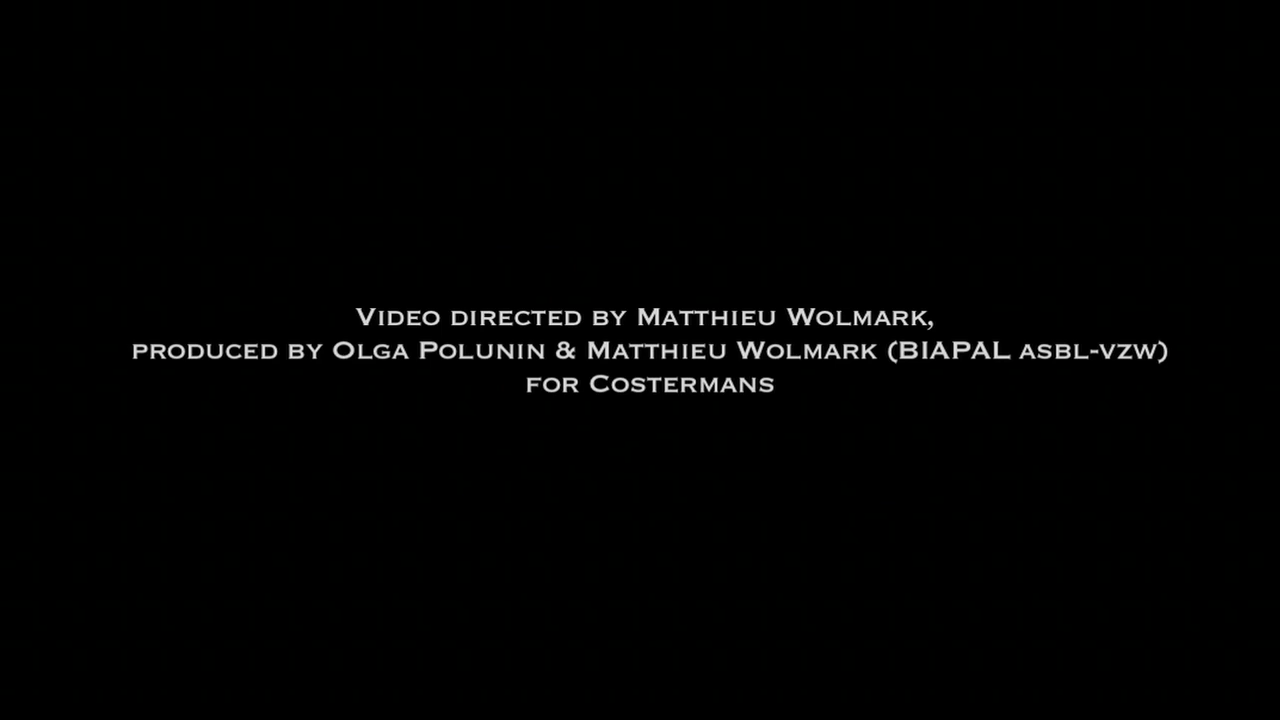 Video directed by Matthieu Wolmark,
produced by Olga Polunin & Matthieu Wolmark (BIAPAL asbl-vzw)
for Costermans